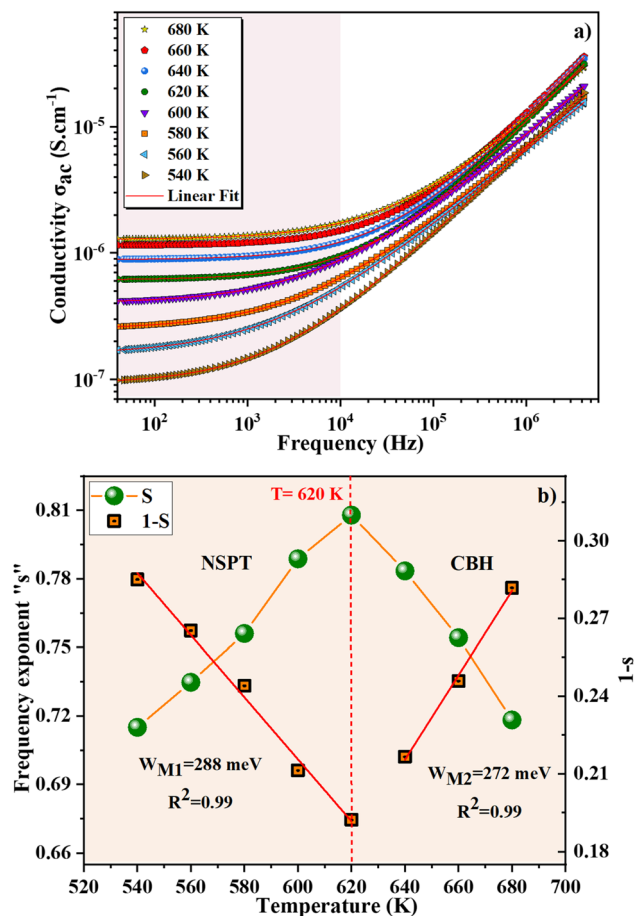 a)
680 K
660 K
640 K
620 K
600 K
580 K
560 K
540 K
Linear Fit
Conductivity σac (S.cm⁻¹)
10⁻⁵
10⁻⁶
10⁻⁷
10² 10³ 10⁴ 10⁵ 10⁶
Frequency (Hz)
b)
S
1-S
T= 620 K
NSPT
CBH
W_M1=288 meV
R²=0.99
W_M2=272 meV
R²=0.99
Frequency exponent "s"
0.81
0.78
0.75
0.72
0.69
0.66
1-s
0.30
0.27
0.24
0.21
0.18
520 540 560 580 600 620 640 660 680 700
Temperature (K)